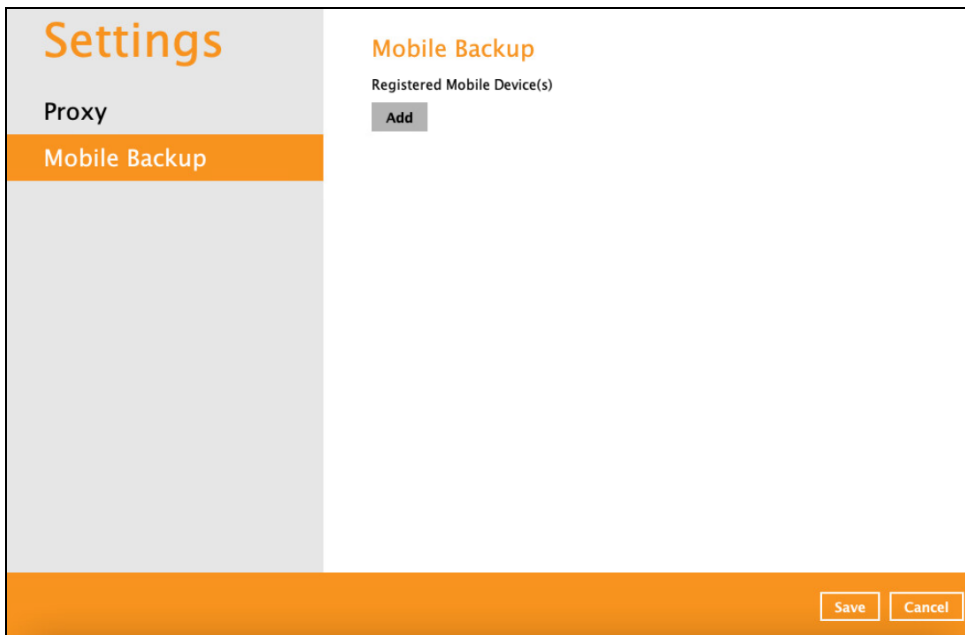 Settings
Proxy
Mobile Backup
Mobile Backup
Registered Mobile Device(s)
Add
Save
Cancel